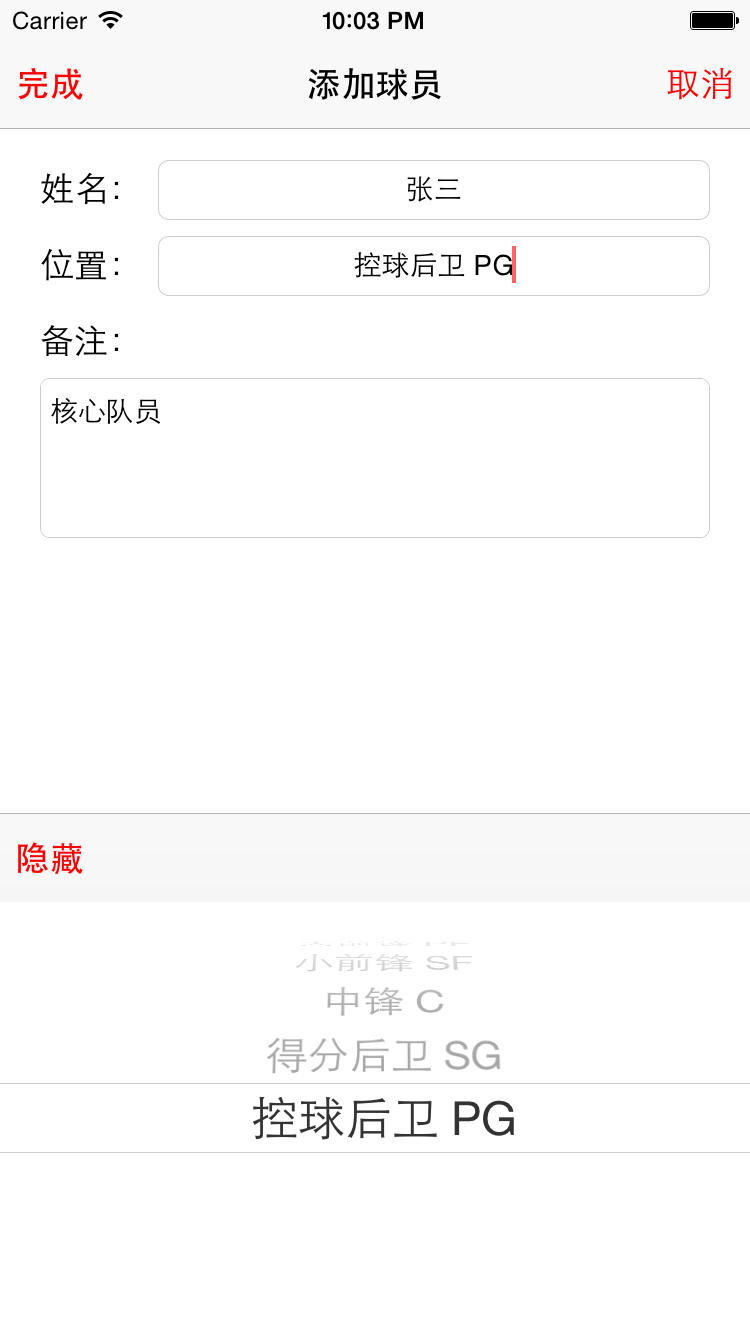 Carrier 10:03 PM
完成 添加球员 取消
姓名: 张三
位置: 控球后卫 PG
备注:
核心队员
隐藏
小前锋 SF
中锋 C
得分后卫 SG
控球后卫 PG